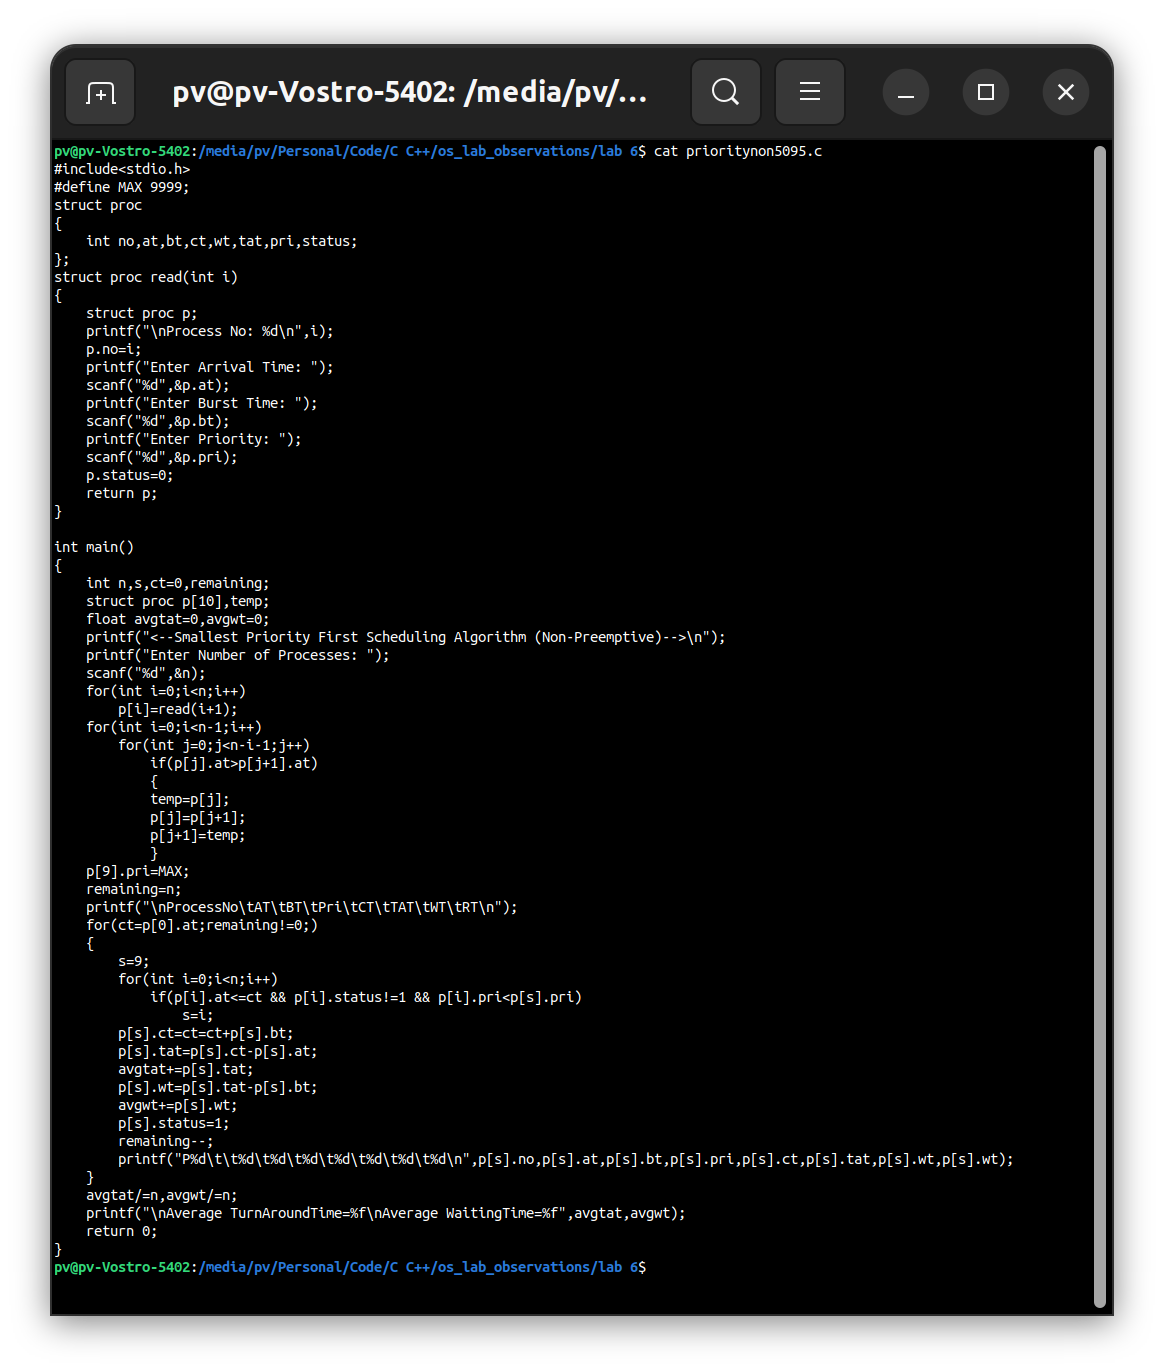 pv@pv-Vostro-5402: /media/pv/...
pv@pv-Vostro-5402:/media/pv/Personal/Code/C C++/os_lab_observations/lab 6$ cat prioritynon5095.c
#include<stdio.h>
#define MAX 9999;
struct proc
{
    int no,at,bt,ct,wt,tat,pri,status;
};
struct proc read(int i)
{
    struct proc p;
    printf("\nProcess No: %d\n",i);
    p.no=i;
    printf("Enter Arrival Time: ");
    scanf("%d",&p.at);
    printf("Enter Burst Time: ");
    scanf("%d",&p.bt);
    printf("Enter Priority: ");
    scanf("%d",&p.pri);
    p.status=0;
    return p;
}

int main()
{
    int n,s,ct=0,remaining;
    struct proc p[10],temp;
    float avgtat=0,avgwt=0;
    printf("<--Smallest Priority First Scheduling Algorithm (Non-Preemptive)-->\n");
    printf("Enter Number of Processes: ");
    scanf("%d",&n);
    for(int i=0;i<n;i++)
        p[i]=read(i+1);
    for(int i=0;i<n-1;i++)
        for(int j=0;j<n-i-1;j++)
            if(p[j].at>p[j+1].at)
            {
            temp=p[j];
            p[j]=p[j+1];
            p[j+1]=temp;
            }
    p[9].pri=MAX;
    remaining=n;
    printf("\nProcessNo\tAT\tBT\tPri\tCT\tTAT\tWT\tRT\n");
    for(ct=p[0].at;remaining!=0;)
    {
        s=9;
        for(int i=0;i<n;i++)
            if(p[i].at<=ct && p[i].status!=1 && p[i].pri<p[s].pri)
                s=i;
        p[s].ct=ct=ct+p[s].bt;
        p[s].tat=p[s].ct-p[s].at;
        avgtat+=p[s].tat;
        p[s].wt=p[s].tat-p[s].bt;
        avgwt+=p[s].wt;
        p[s].status=1;
        remaining--;
        printf("P%d\t\t%d\t%d\t%d\t%d\t%d\t%d\t%d\n",p[s].no,p[s].at,p[s].bt,p[s].pri,p[s].ct,p[s].tat,p[s].wt,p[s].wt);
    }
    avgtat/=n,avgwt/=n;
    printf("\nAverage TurnAroundTime=%f\nAverage WaitingTime=%f",avgtat,avgwt);
    return 0;
}
pv@pv-Vostro-5402:/media/pv/Personal/Code/C C++/os_lab_observations/lab 6$